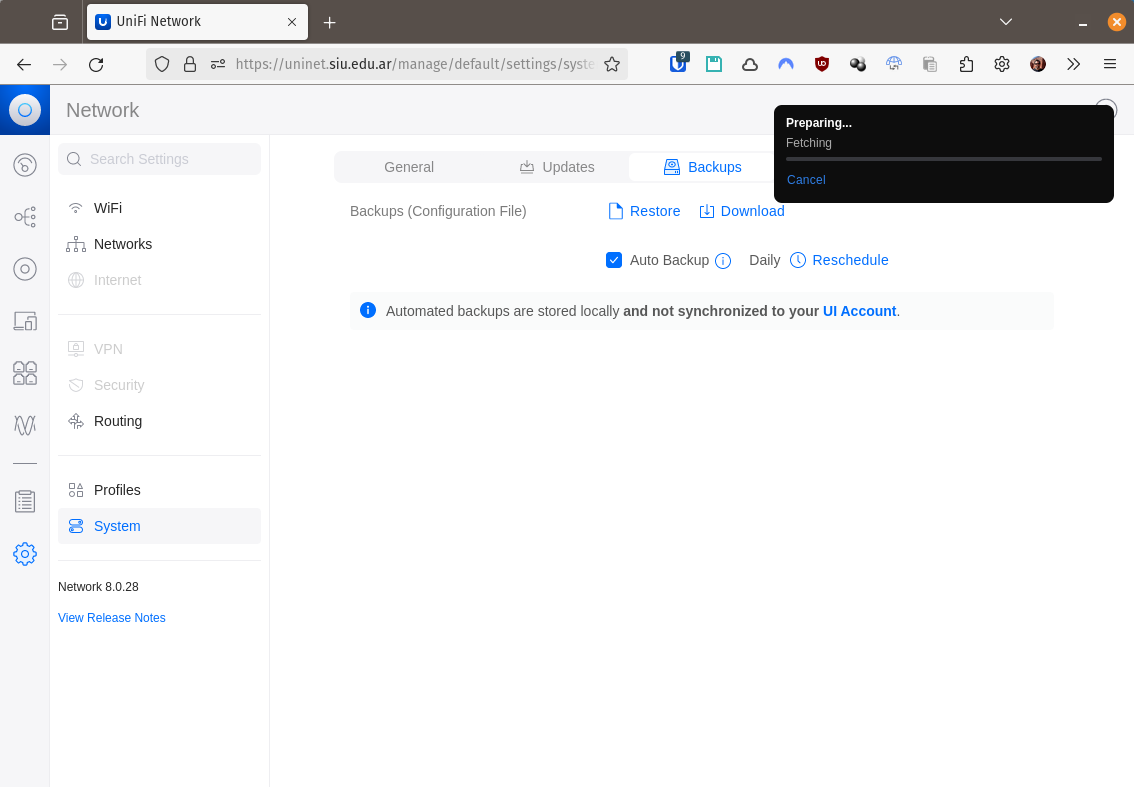 UniFi Network
https://uninet.siu.edu.ar/manage/default/settings/syste
9
Network
Preparing...
Fetching
Cancel
Search Settings
General
Updates
Backups
WiFi
Networks
Internet
VPN
Security
Routing
Profiles
System
Network 8.0.28
View Release Notes
Backups (Configuration File)
Restore
Download
Auto Backup
Daily
Reschedule
Automated backups are stored locally and not synchronized to your UI Account.